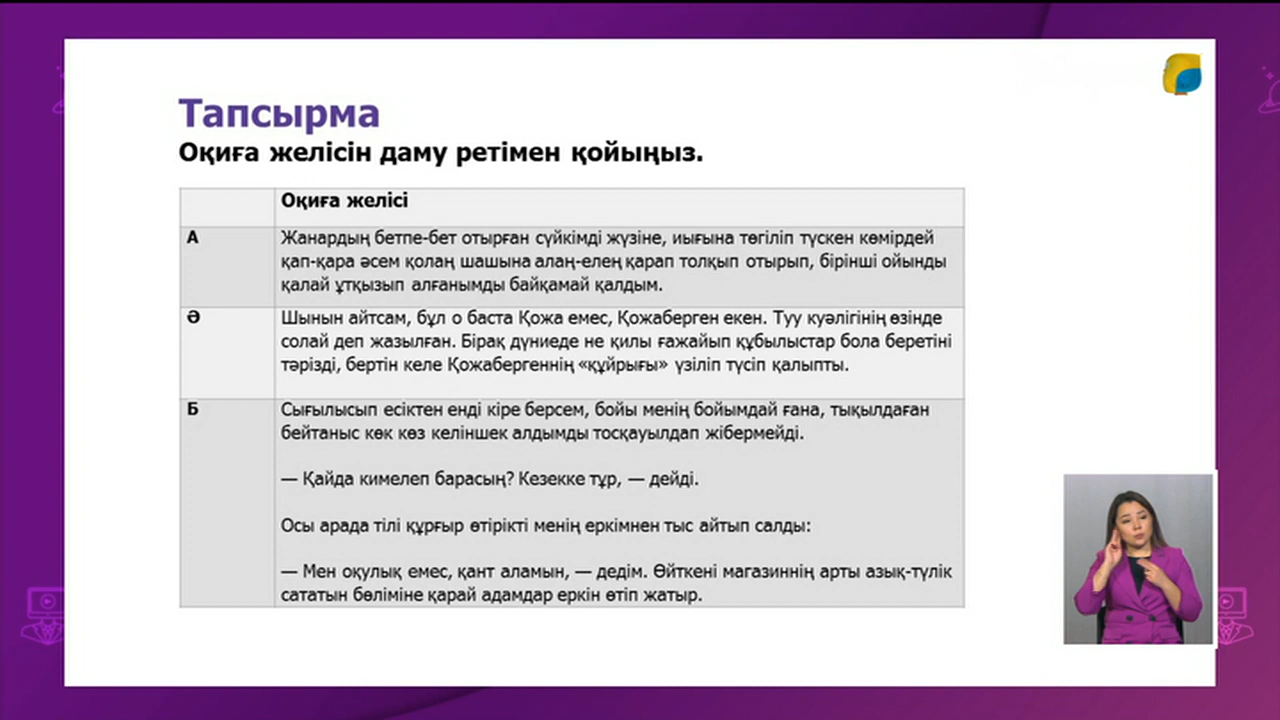 Тапсырма
Оқиға желісін даму ретімен қойыңыз.
Оқиға желісі
А
Жанардың бетпе-бет отырған сүйкімді жүзіне, иығына төгіліп түскен көмірдей
қап-қара әсем қолаң шашына алаң-елең қарап толқып отырып, бірінші ойынды
қалай ұтқызып алғанымды байқамай қалдым.
Ә
Шынын айтсам, бұл о баста Қожа емес, Қожаберген екен. Туу куәлігінің өзінде
солай деп жазылған. Бірақ дүниеде не қилы ғажайып құбылыстар бола беретіні
тәрізді, бертін келе Қожабергеннің «құйрығы» үзіліп түсіп қалыпты.
Б
Сығылысып есіктен енді кіре берсем, бойы менің бойымдай ғана, тықылдаған
бейтаныс көк көз келіншек алдымды тосқауылдап жібермейді.
— Қайда кимелеп барасың? Кезекке тұр, — дейді.
Осы арада тілі құрғыр өтірікті менің еркімнен тыс айтып салды:
— Мен оқулық емес, қант аламын, — дедім. Өйткені магазиннің арты азық-түлік
сататын бөліміне қарай адамдар еркін өтіп жатыр.